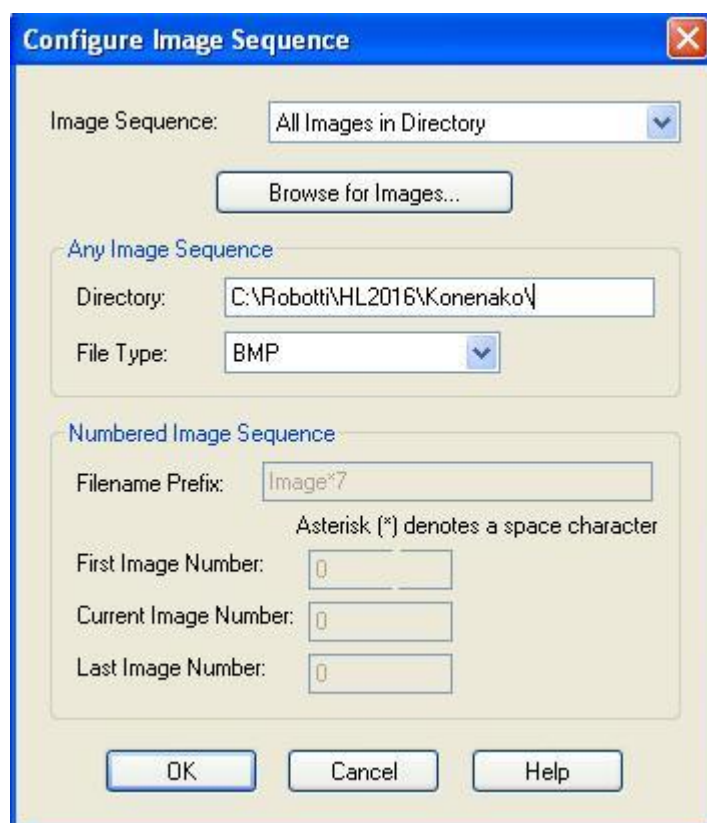 Configure Image Sequence
Image Sequence: All Images in Directory
Browse for Images...
Any Image Sequence
Directory: C:\Robotti\HL2016\Konenako\
File Type: BMP
Numbered Image Sequence
Filename Prefix: Image*7
Asterisk (*) denotes a space character
First Image Number: 0
Current Image Number: 0
Last Image Number: 0
OK Cancel Help